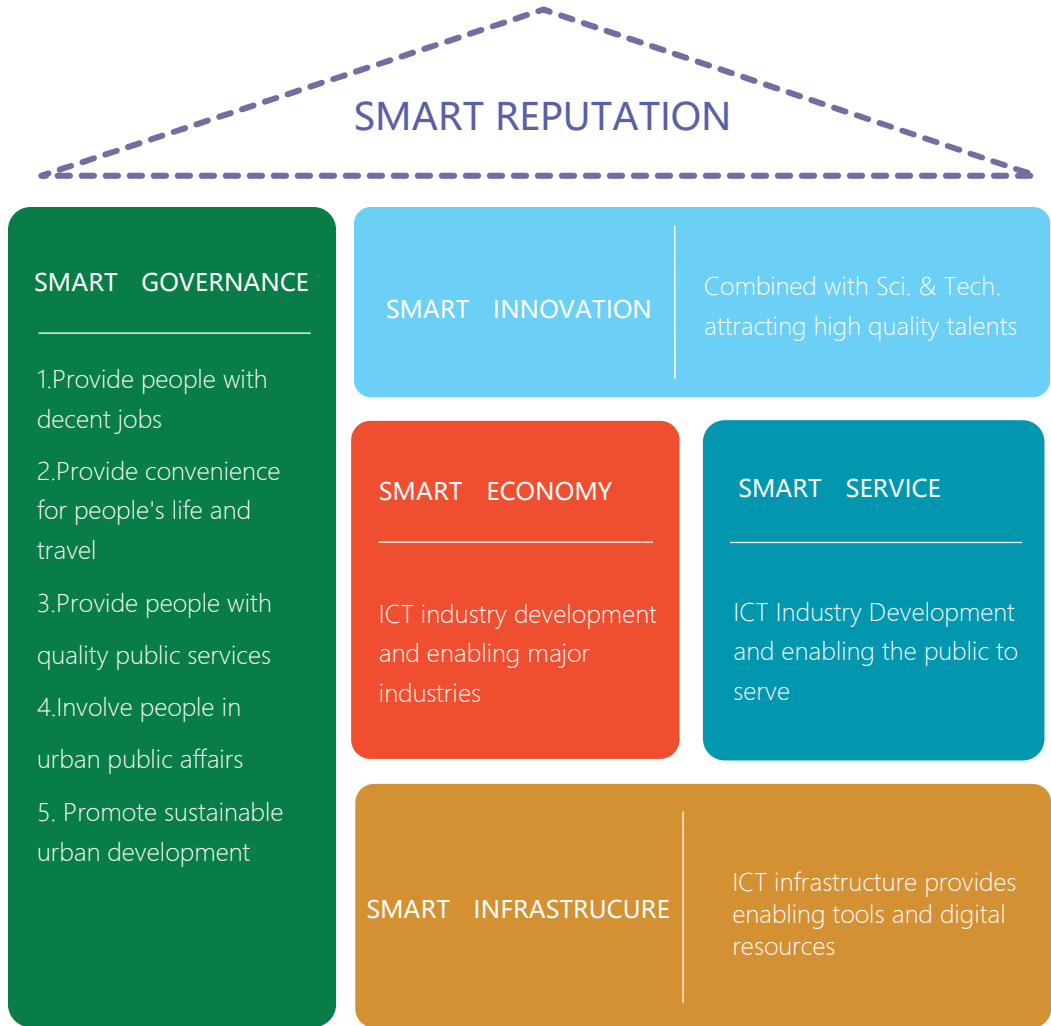 SMART REPUTATION
SMART GOVERNANCE
1.Provide people with
decent jobs
2.Provide convenience
for people's life and
travel
3.Provide people with
quality public services
4.Involve people in
urban public affairs
5. Promote sustainable
urban development
SMART INNOVATION
Combined with Sci. & Tech.
attracting high quality talents
SMART ECONOMY
ICT industry development
and enabling major
industries
SMART SERVICE
ICT Industry Development
and enabling the public to
serve
SMART INFRASTRUCURE
ICT infrastructure provides
enabling tools and digital
resources